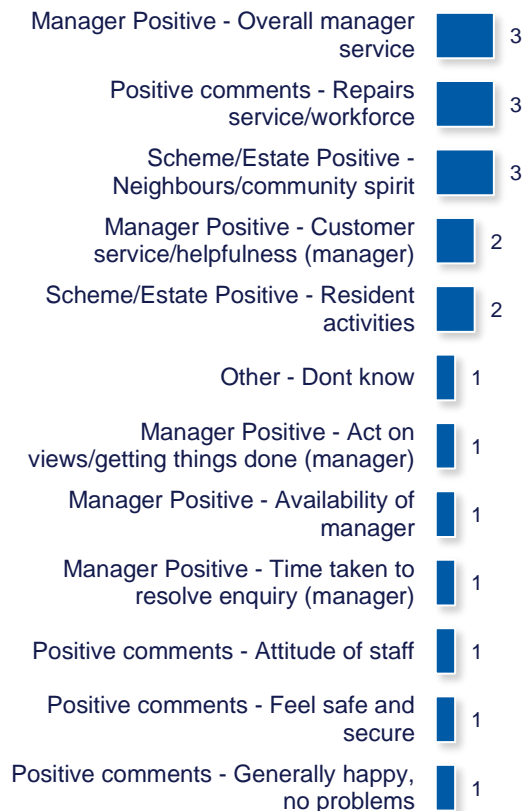 Manager Positive - Overall manager
service
3
Positive comments - Repairs
service/workforce
3
Scheme/Estate Positive -
Neighbours/community spirit
3
Manager Positive - Customer
service/helpfulness (manager)
2
Scheme/Estate Positive - Resident
activities
2
Other - Dont know
1
Manager Positive - Act on
views/getting things done (manager)
1
Manager Positive - Availability of
manager
1
Manager Positive - Time taken to
resolve enquiry (manager)
1
Positive comments - Attitude of staff
1
Positive comments - Feel safe and
secure
1
Positive comments - Generally happy,
no problems
1